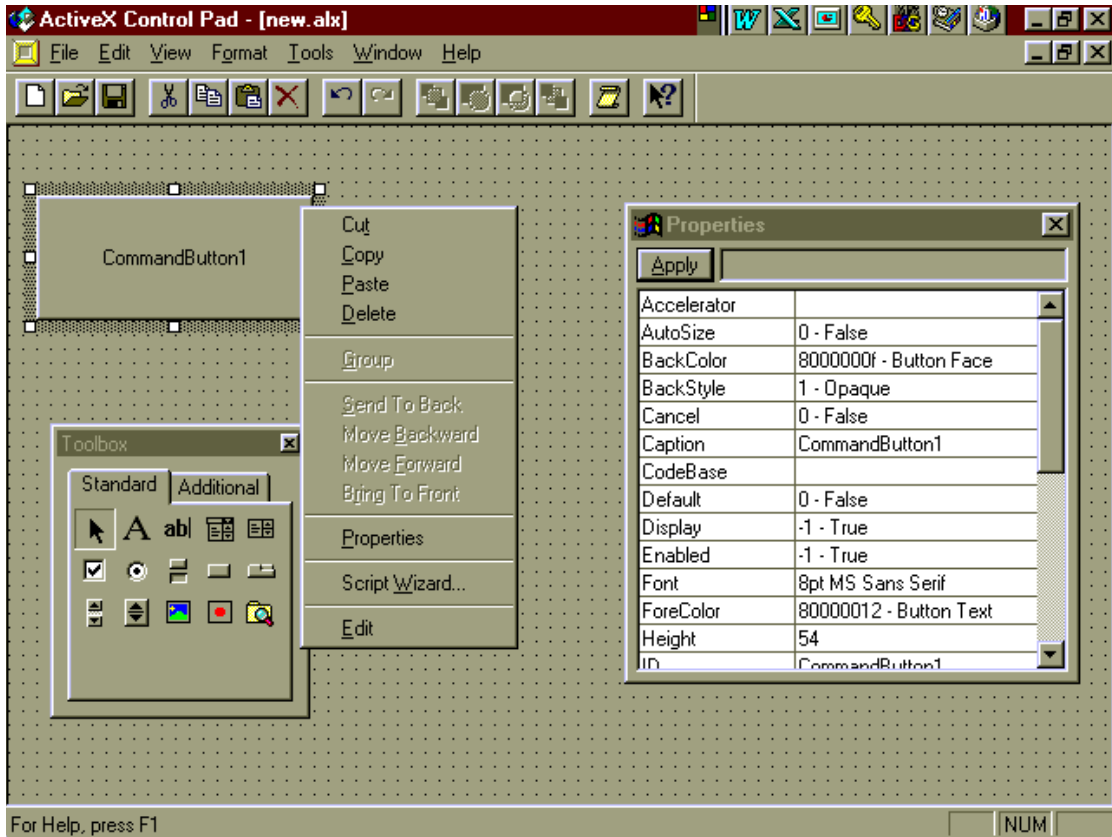 ActiveX Control Pad - [new.alx]
File Edit View Format Tools Window Help
CommandButton1
Cut
Copy
Paste
Delete
Group
Send To Back
Move Backward
Move Forward
Bring To Front
Properties
Script Wizard...
Edit
Toolbox
Standard Additional
A abl
Properties
Apply
Accelerator
AutoSize 0 - False
BackColor 8000000f - Button Face
BackStyle 1 - Opaque
Cancel 0 - False
Caption CommandButton1
CodeBase
Default 0 - False
Display -1 - True
Enabled -1 - True
Font 8pt MS Sans Serif
ForeColor 80000012 - Button Text
Height 54
ID CommandButton1
For Help, press F1
NUM